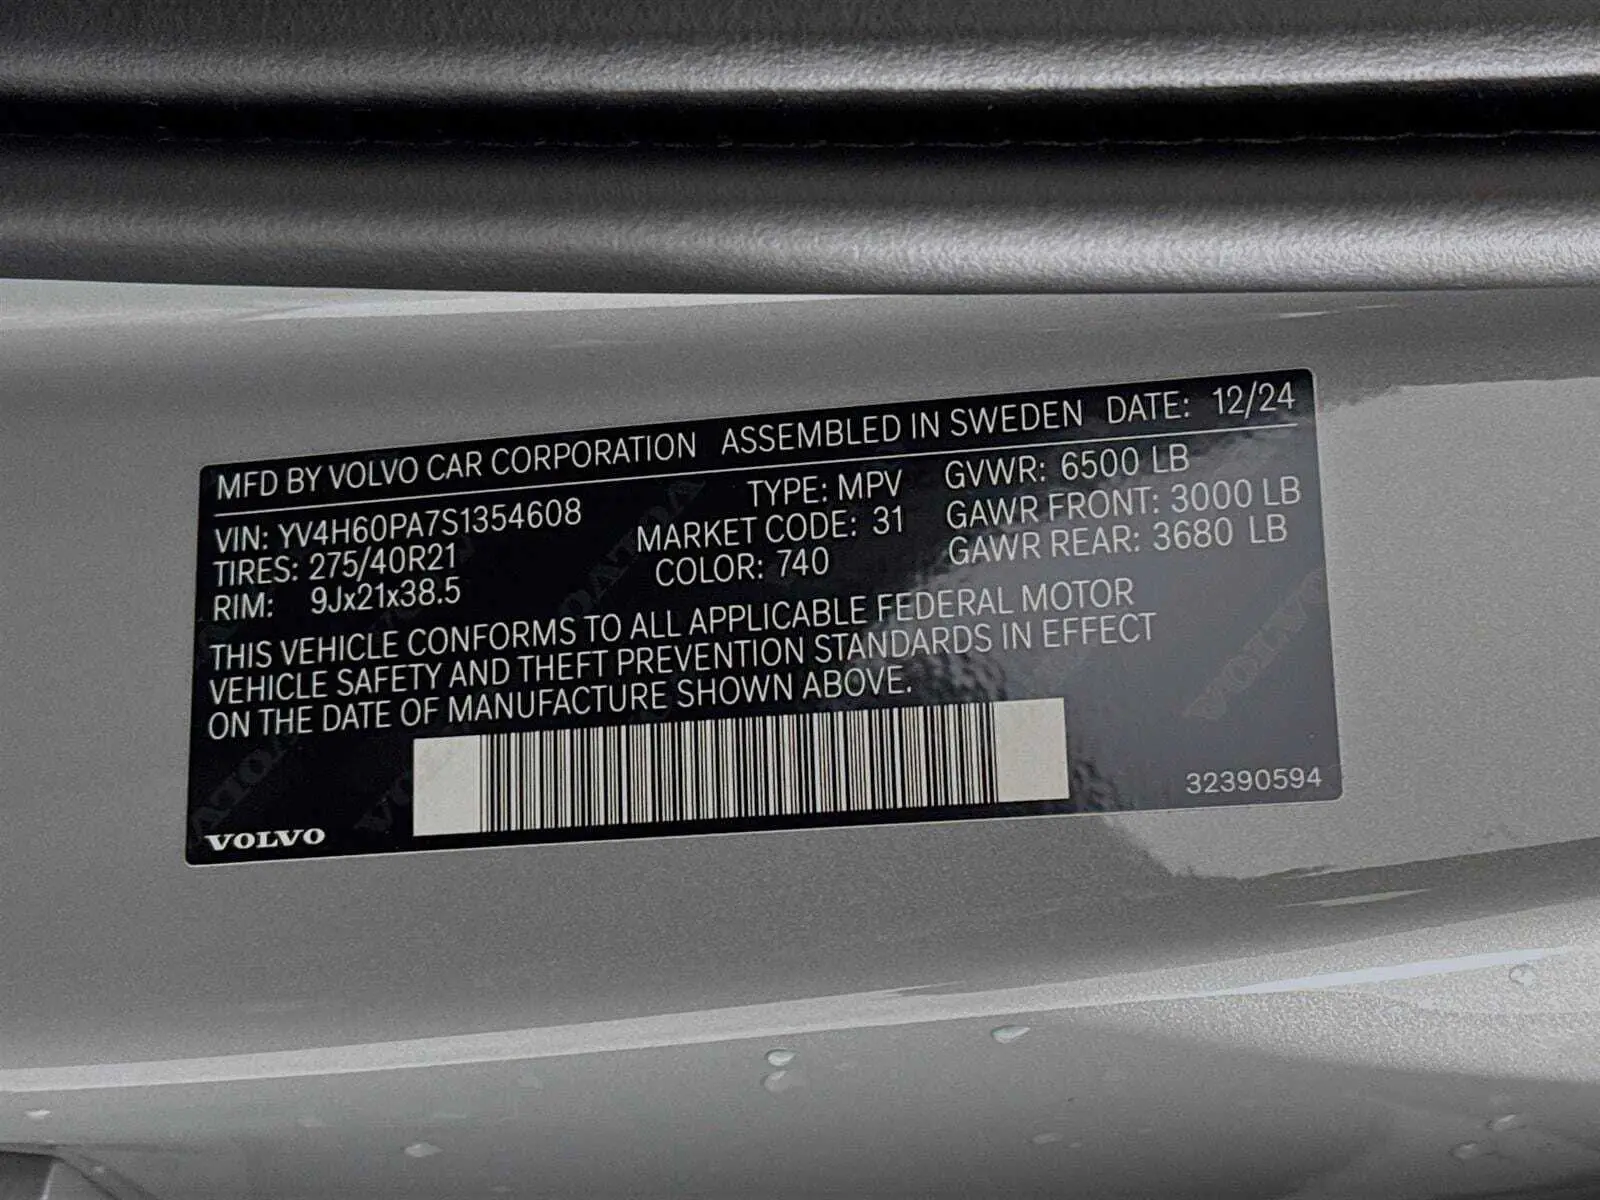 MFD BY VOLVO CAR CORPORATION ASSEMBLED IN SWEDEN DATE: 12/24
VIN: YV4H60PA7S1354608 TYPE: MPV GVWR: 6500 LB
TIRES: 275/40R21 MARKET CODE: 31 GAWR FRONT: 3000 LB
RIM: 9Jx21x38.5 COLOR: 740 GAWR REAR: 3680 LB
THIS VEHICLE CONFORMS TO ALL APPLICABLE FEDERAL MOTOR
VEHICLE SAFETY AND THEFT PREVENTION STANDARDS IN EFFECT
ON THE DATE OF MANUFACTURE SHOWN ABOVE.
VOLVO 32390594